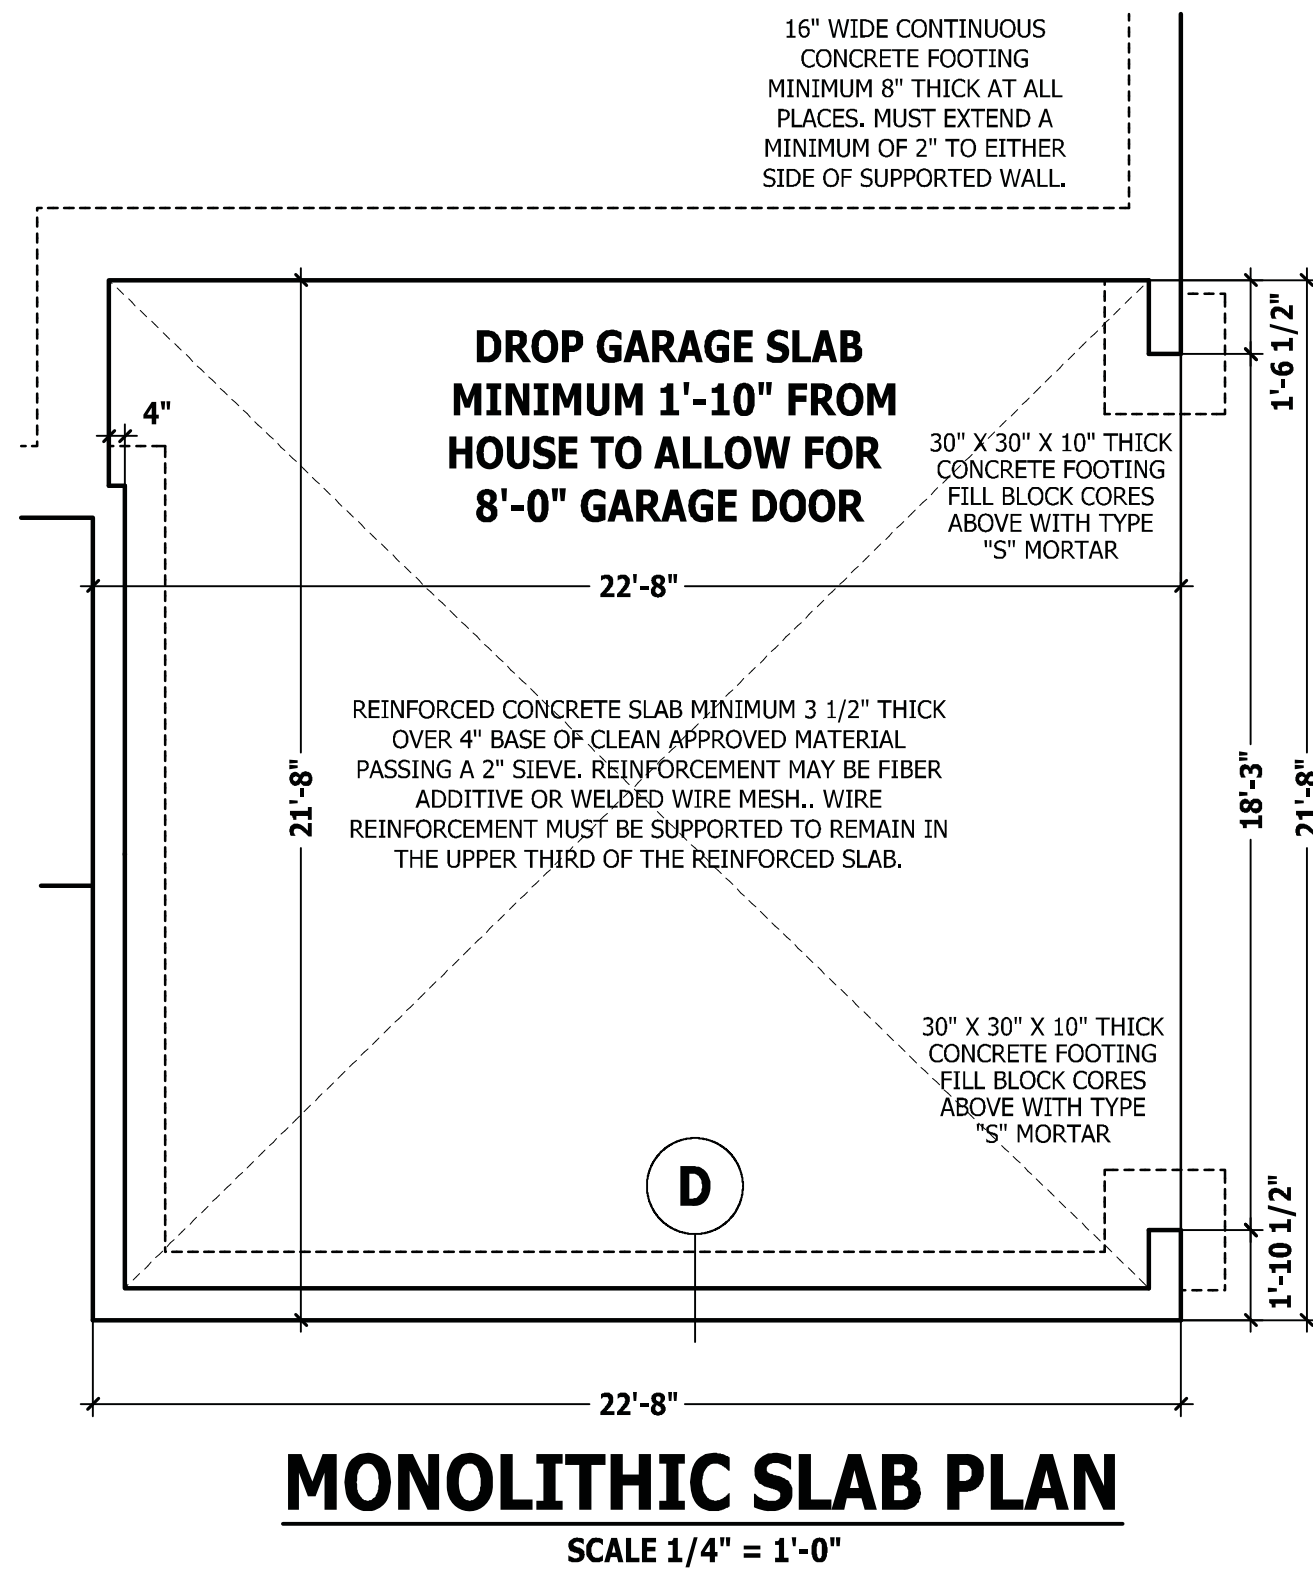 16" WIDE CONTINUOUS
CONCRETE FOOTING
MINIMUM 8" THICK AT ALL
PLACES. MUST EXTEND A
MINIMUM OF 2" TO EITHER
SIDE OF SUPPORTED WALL.
1'-6 1/2"
DROP GARAGE SLAB
MINIMUM 1'-10" FROM
HOUSE TO ALLOW FOR
8'-0" GARAGE DOOR
4"
30" X 30" X 10" THICK
CONCRETE FOOTING
FILL BLOCK CORES
ABOVE WITH TYPE
"S" MORTAR
22'-8"
REINFORCED CONCRETE SLAB MINIMUM 3 1/2" THICK
OVER 4" BASE OF CLEAN APPROVED MATERIAL
PASSING A 2" SIEVE. REINFORCEMENT MAY BE FIBER
ADDITIVE OR WELDED WIRE MESH.. WIRE
REINFORCEMENT MUST BE SUPPORTED TO REMAIN IN
THE UPPER THIRD OF THE REINFORCED SLAB.
21'-8"
18'-3"
21'-8"
30" X 30" X 10" THICK
CONCRETE FOOTING
FILL BLOCK CORES
ABOVE WITH TYPE
"S" MORTAR
D
1'-10 1/2"
22'-8"
MONOLITHIC SLAB PLAN
SCALE 1/4" = 1'-0"